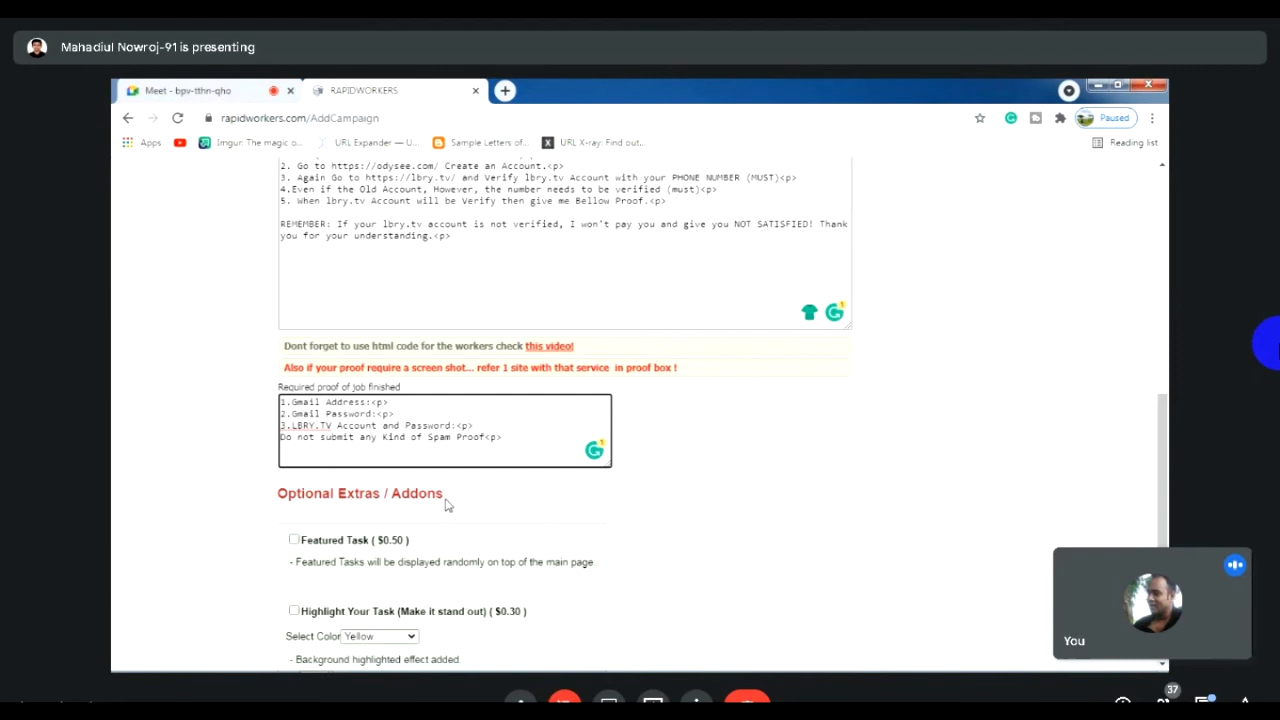 Mahadiul Nowroj-91 is presenting
Meet - bpv-tthn-qho
RAPIDWORKERS
rapidworkers.com/AddCampaign
Paused
Apps
Imgur: The magic o...
URL Expander — U...
Sample Letters of...
X
URL X-ray: Find out...
Reading list
2. Go to https://odysee.com/ Create an Account.<p>
3. Again Go to https://lbry.tv/ and Verify lbry.tv Account with your PHONE NUMBER (MUST)<p>
4.Even if the Old Account, However, the number needs to be verified (must)<p>
5. When lbry.tv Account will be Verify then give me Bellow Proof.<p>
REMEMBER: If your lbry.tv account is not verified, I won't pay you and give you NOT SATISFIED! Thank
you for your understanding.<p>
Dont forget to use html code for the workers check this video!
Also if your proof require a screen shot... refer 1 site with that service in proof box !
Required proof of job finished
1.Gmail Address:<p>
2.Gmail Password:<p>
3.LBRY.TV Account and Password:<p>
Do not submit any Kind of Spam Proof<p>
Optional Extras / Addons
Featured Task ( $0.50 )
- Featured Tasks will be displayed randomly on top of the main page
Highlight Your Task (Make it stand out) ( $0.30 )
Select Color Yellow
- Background highlighted effect added.
You
37